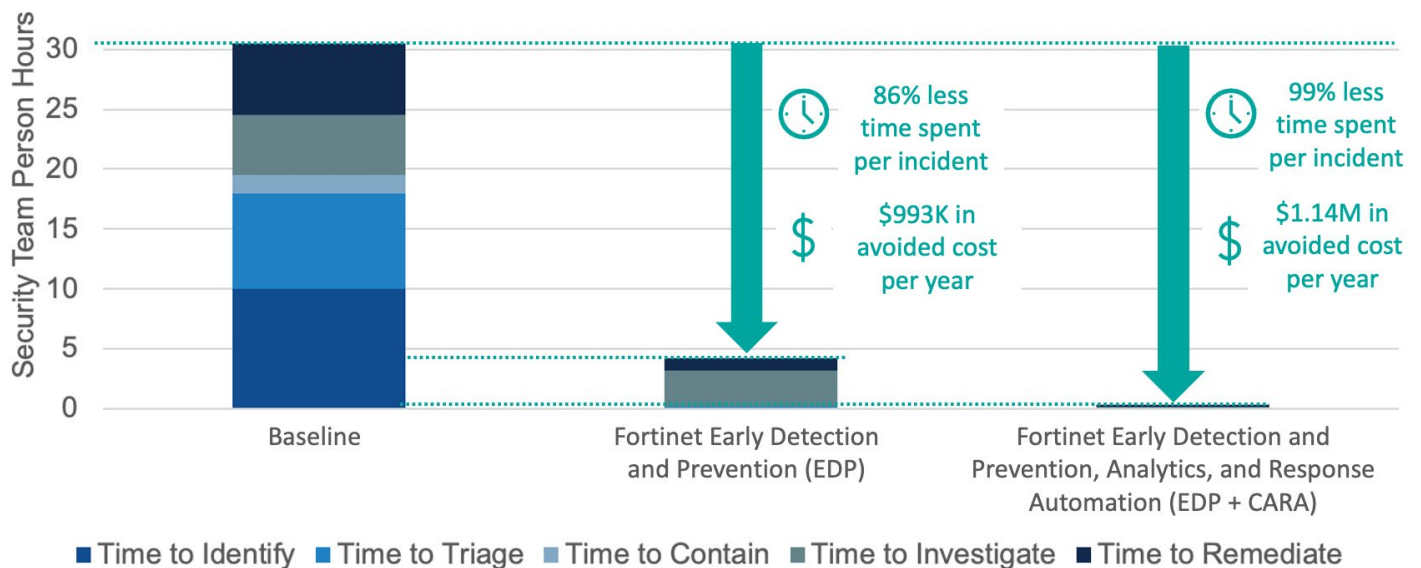 Security Team Person Hours
30
25
20
15
10
5
0
86% less
time spent
per incident
$
$993K in
avoided cost
per year
99% less
time spent
per incident
$
$1.14M in
avoided cost
per year
Baseline
Fortinet Early Detection
and Prevention (EDP)
Fortinet Early Detection and
Prevention, Analytics, and Response
Automation (EDP + CARA)
Time to Identify
Time to Triage
Time to Contain
Time to Investigate
Time to Remediate